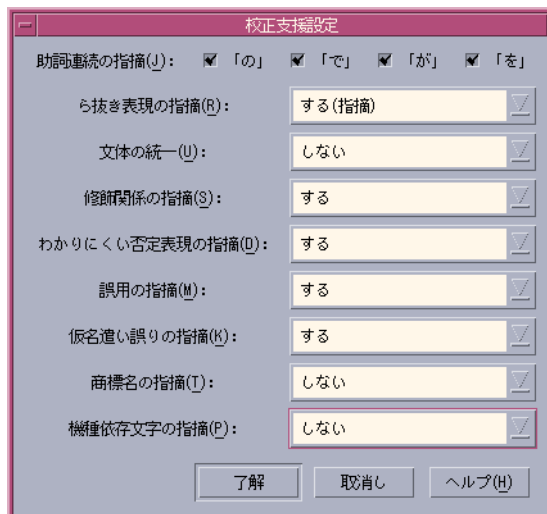 校正支援設定
助詞連続の指摘(J): 「の」 「で」 「が」 「を」
ら抜き表現の指摘(R): する(指摘)
文体の統一(U): しない
修飾関係の指摘(S): する
わかりにくい否定表現の指摘(D): する
誤用の指摘(M): する
仮名遣い誤りの指摘(K): する
商標名の指摘(T): しない
機種依存文字の指摘(P): しない
了解 取消し ヘルプ(H)